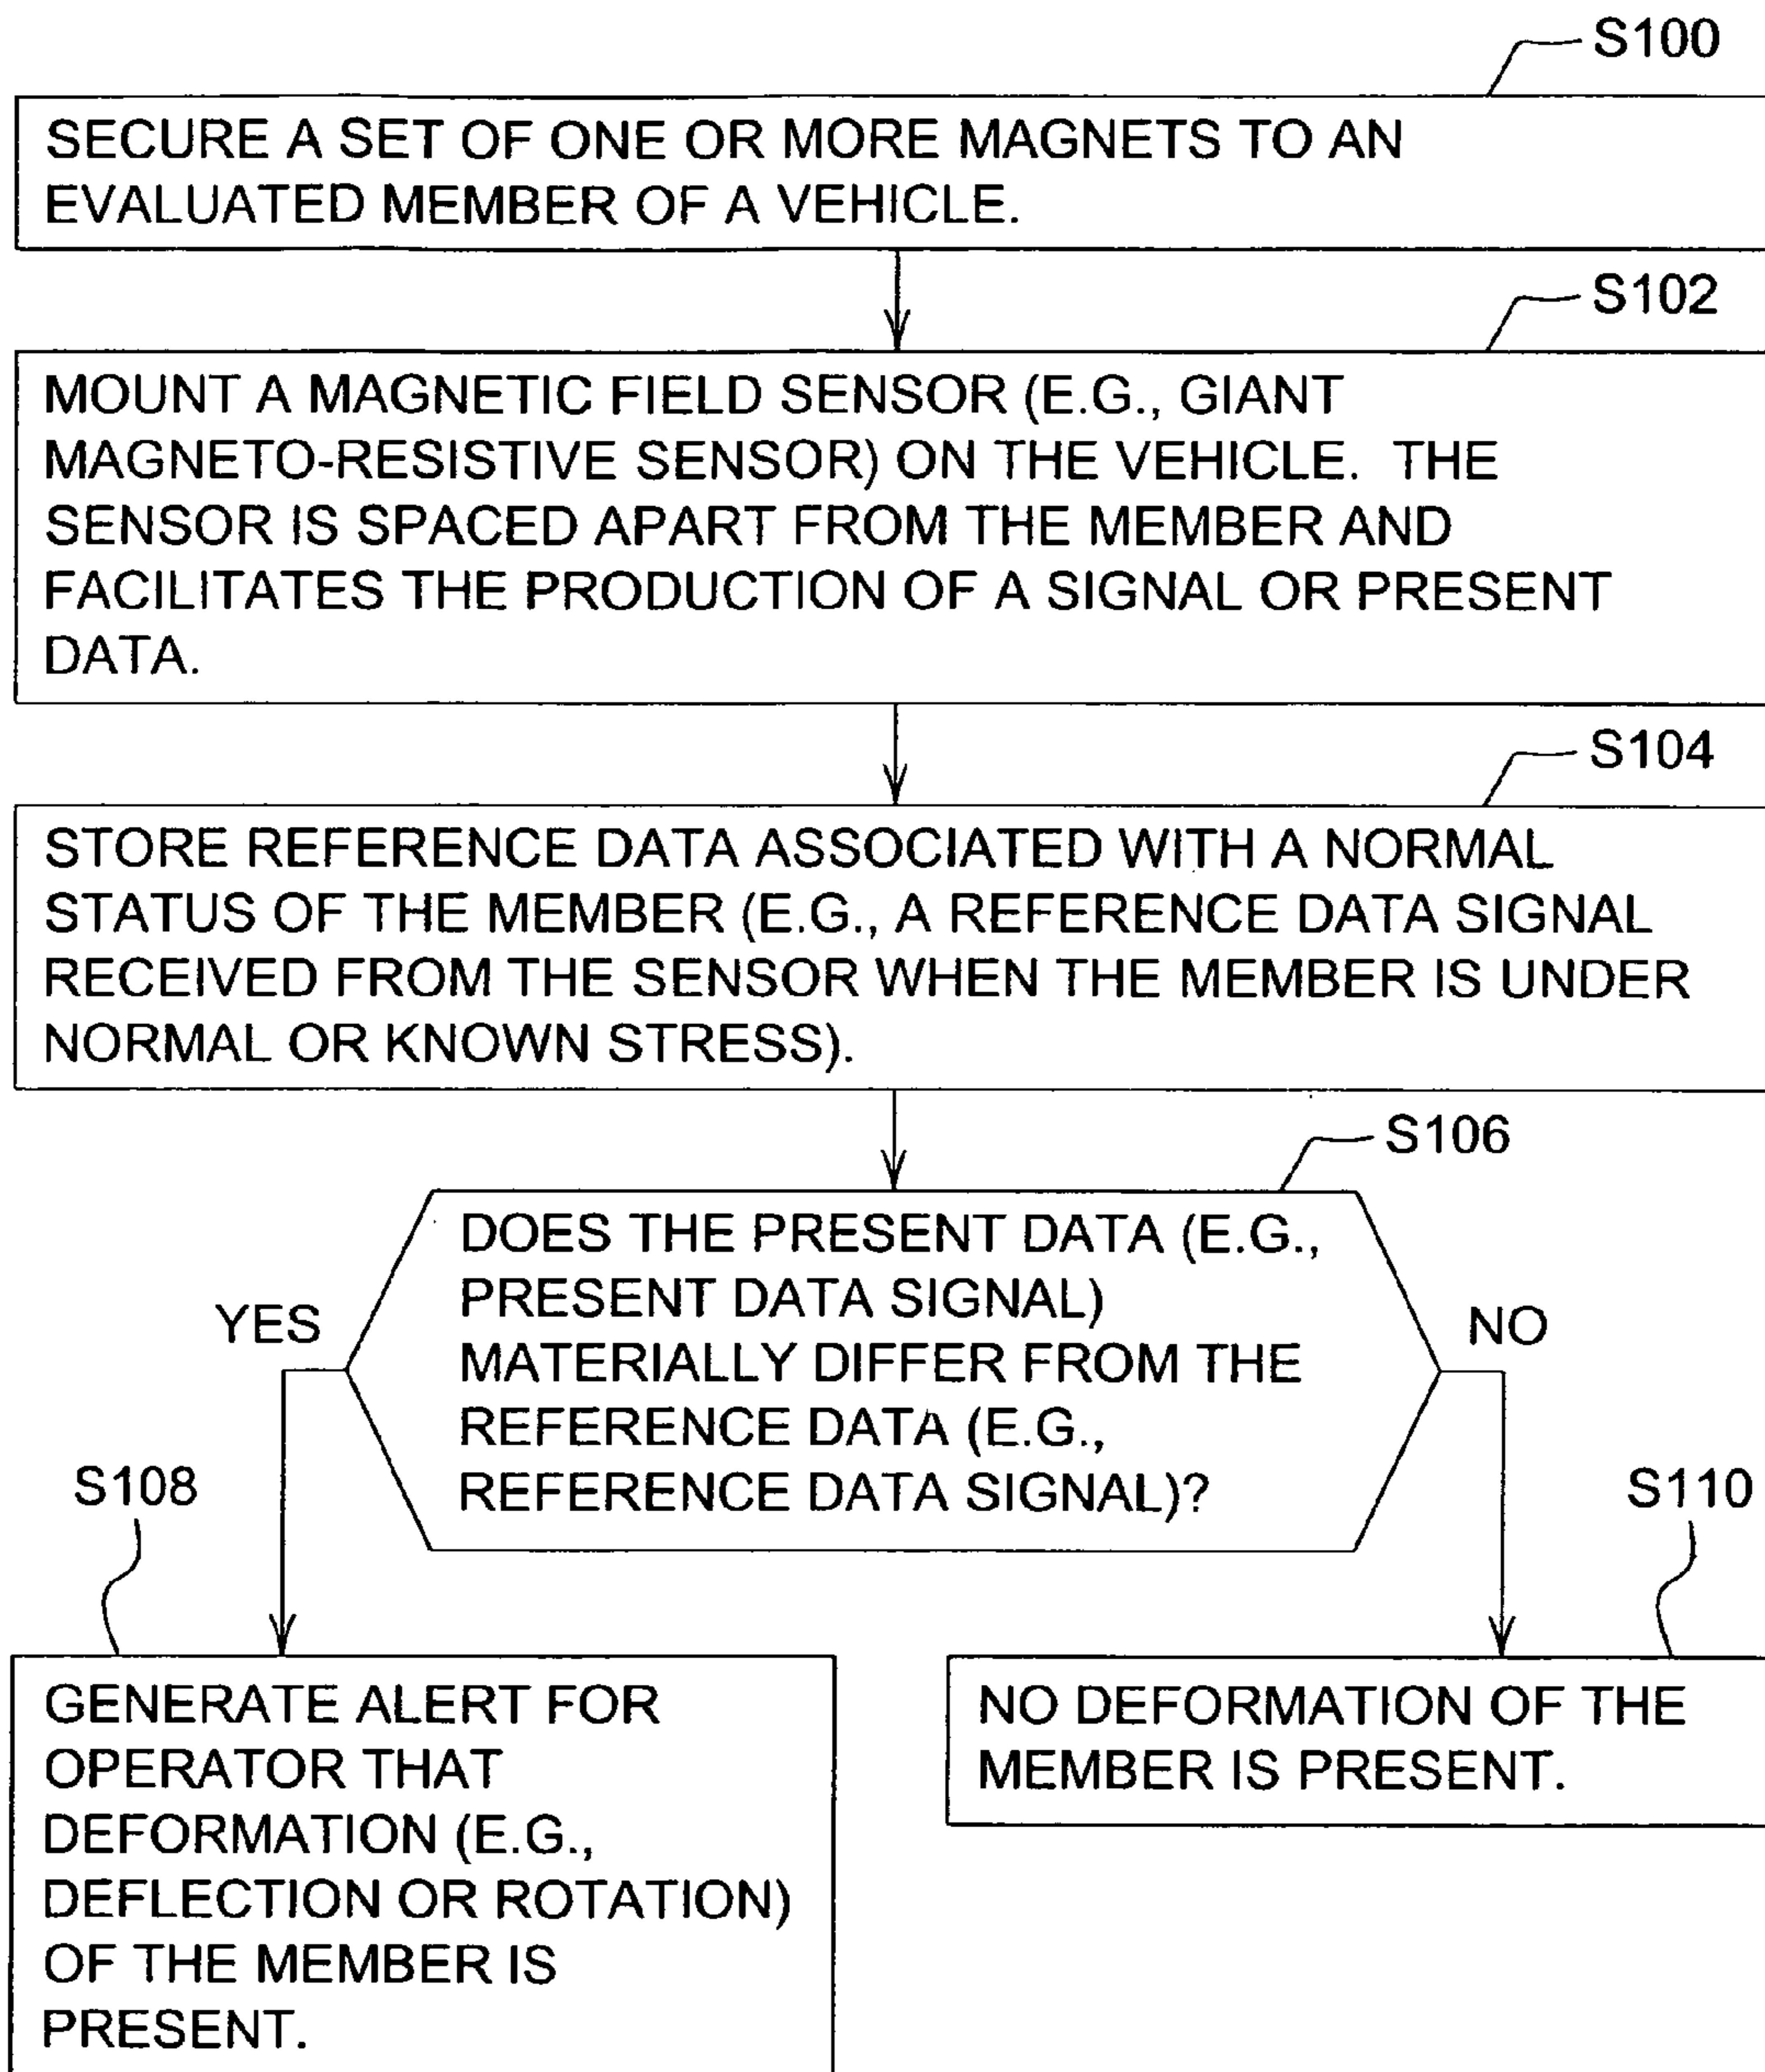 S100
SECURE A SET OF ONE OR MORE MAGNETS TO AN
EVALUATED MEMBER OF A VEHICLE.
S102
MOUNT A MAGNETIC FIELD SENSOR (E.G., GIANT
MAGNETO-RESISTIVE SENSOR) ON THE VEHICLE. THE
SENSOR IS SPACED APART FROM THE MEMBER AND
FACILITATES THE PRODUCTION OF A SIGNAL OR PRESENT
DATA.
S104
STORE REFERENCE DATA ASSOCIATED WITH A NORMAL
STATUS OF THE MEMBER (E.G., A REFERENCE DATA SIGNAL
RECEIVED FROM THE SENSOR WHEN THE MEMBER IS UNDER
NORMAL OR KNOWN STRESS).
S106
DOES THE PRESENT DATA (E.G.,
PRESENT DATA SIGNAL)
MATERIALLY DIFFER FROM THE
REFERENCE DATA (E.G.,
REFERENCE DATA SIGNAL)?
YES
NO
S108
GENERATE ALERT FOR
OPERATOR THAT
DEFORMATION (E.G.,
DEFLECTION OR ROTATION)
OF THE MEMBER IS
PRESENT.
S110
NO DEFORMATION OF THE
MEMBER IS PRESENT.